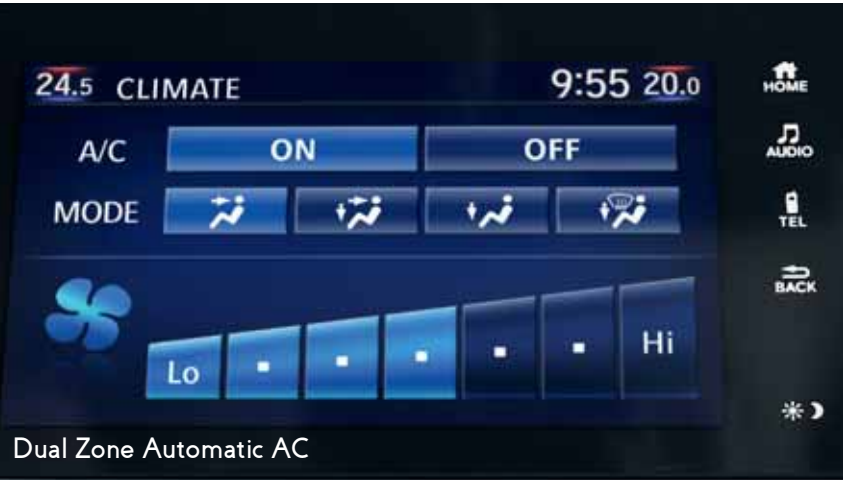 24.5 CLIMATE 9:55 20.0
HOME
A/C ON OFF
AUDIO
MODE
TEL
BACK
Lo Hi
Dual Zone Automatic AC